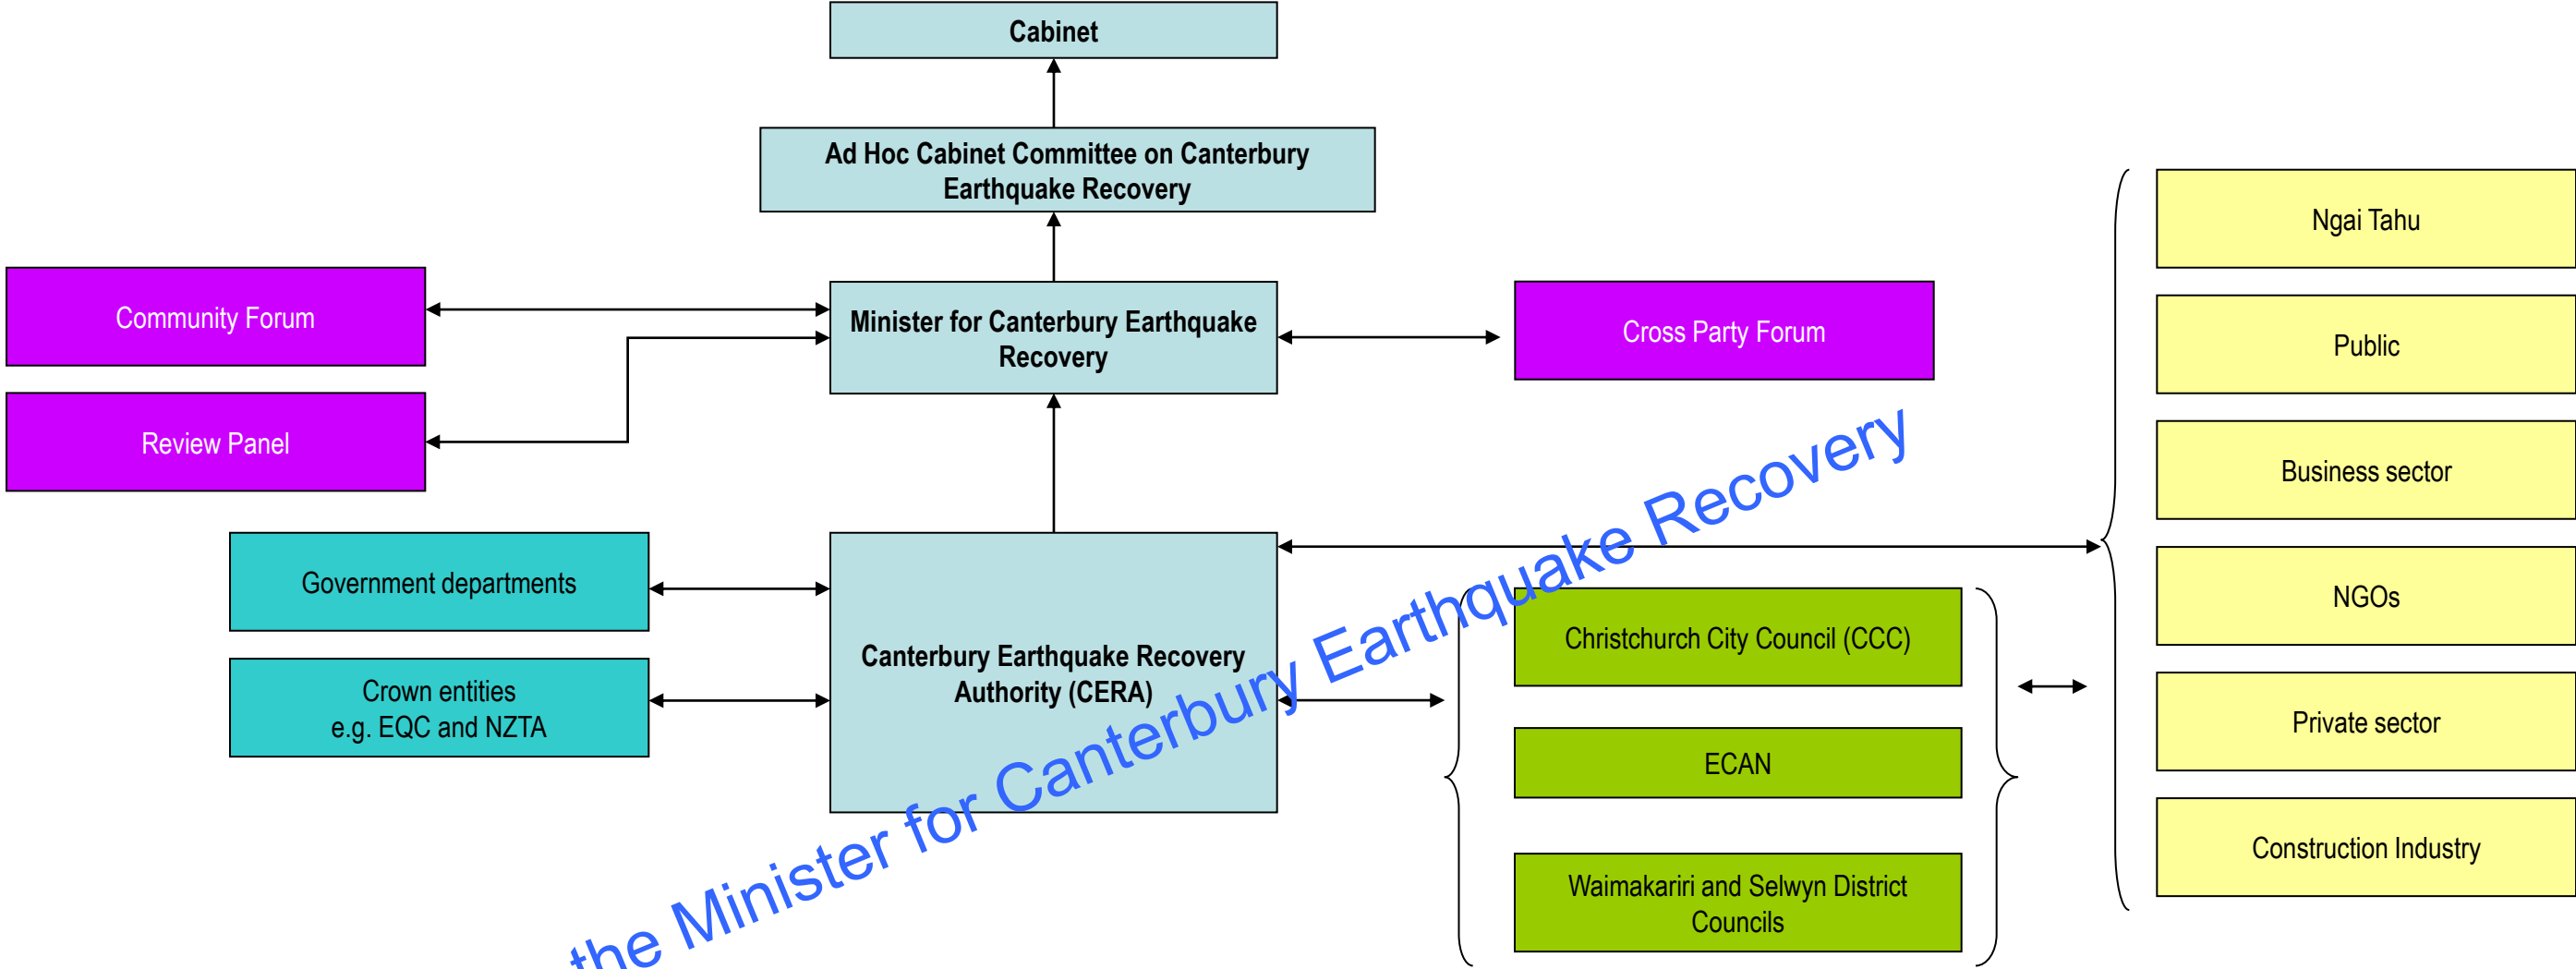 Cabinet
Ad Hoc Cabinet Committee on Canterbury
Earthquake Recovery
Community Forum
Review Panel
Minister for Canterbury Earthquake
Recovery
Cross Party Forum
Government departments
Crown entities
e.g. EQC and NZTA
Canterbury Earthquake Recovery
Authority (CERA)
Christchurch City Council (CCC)
ECAN
Waimakariri and Selwyn District
Councils
Ngai Tahu
Public
Business sector
NGOs
Private sector
Construction Industry
the Minister for Canterbury Earthquake Recovery